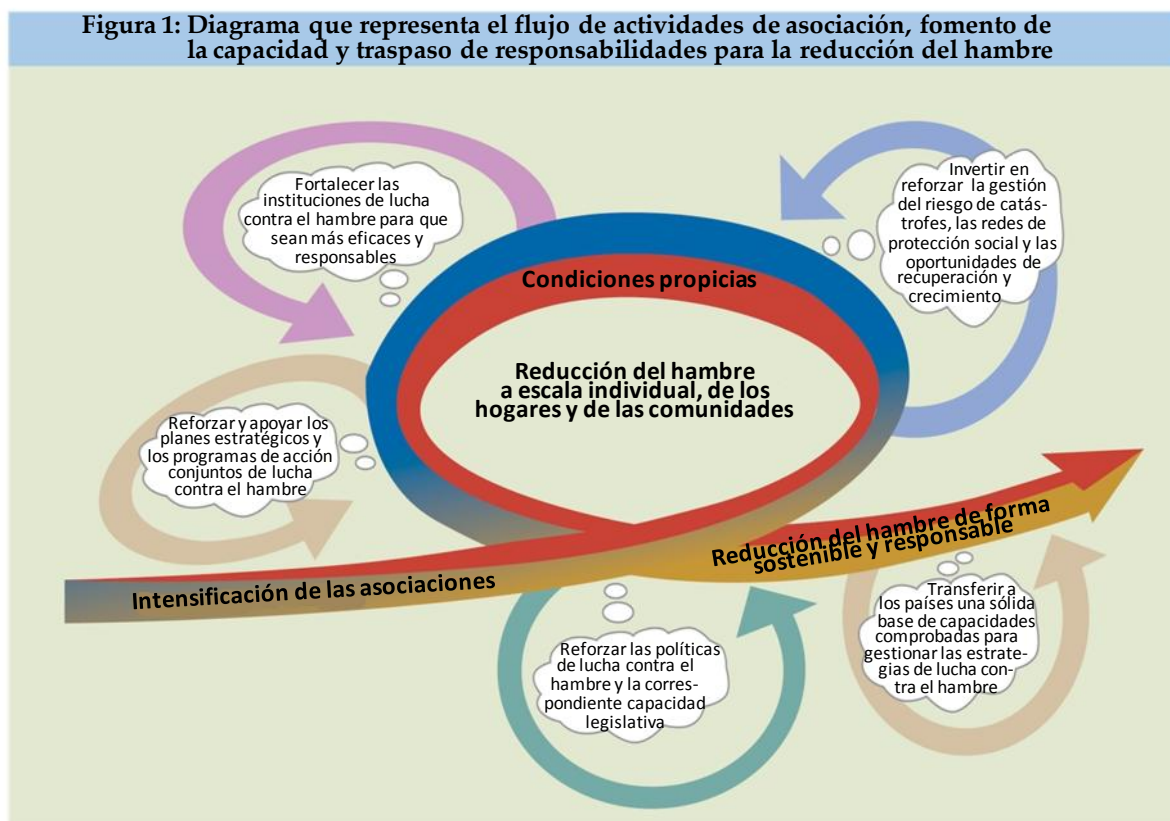 Figura 1: Diagrama que representa el flujo de actividades de asociación, fomento de
la capacidad y traspaso de responsabilidades para la reducción del hambre
Fortalecer las
instituciones de lucha
contra el hambre para que
sean más eficaces y
responsables
Invertir en
reforzar la gestión
del riesgo de catás-
trofes, las redes de
protección social y las
oportunidades de
recuperación y
crecimiento
Condiciones propicias
Reducción del hambre
a escala individual, de los
hogares y de las comunidades
Reforzar y apoyar los
planes estratégicos y
los programas de acción
conjuntos de lucha
contra el hambre
Intensificación de las asociaciones
Reducción del hambre de forma
sostenible y responsable
Reforzar las políticas
de lucha contra el
hambre y la corres-
pondiente capacidad
legislativa
Transferir a
los países una sólida
base de capacidades
comprobadas para
gestionar las estrate-
gias de lucha con-
tra el hambre